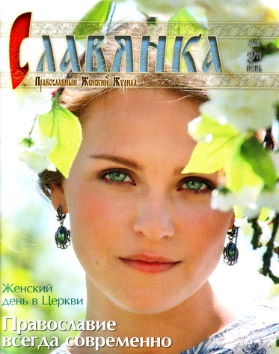 Славянка
Православный Женский Журнал
Женский
день в Церкви
Православие
всегда современно